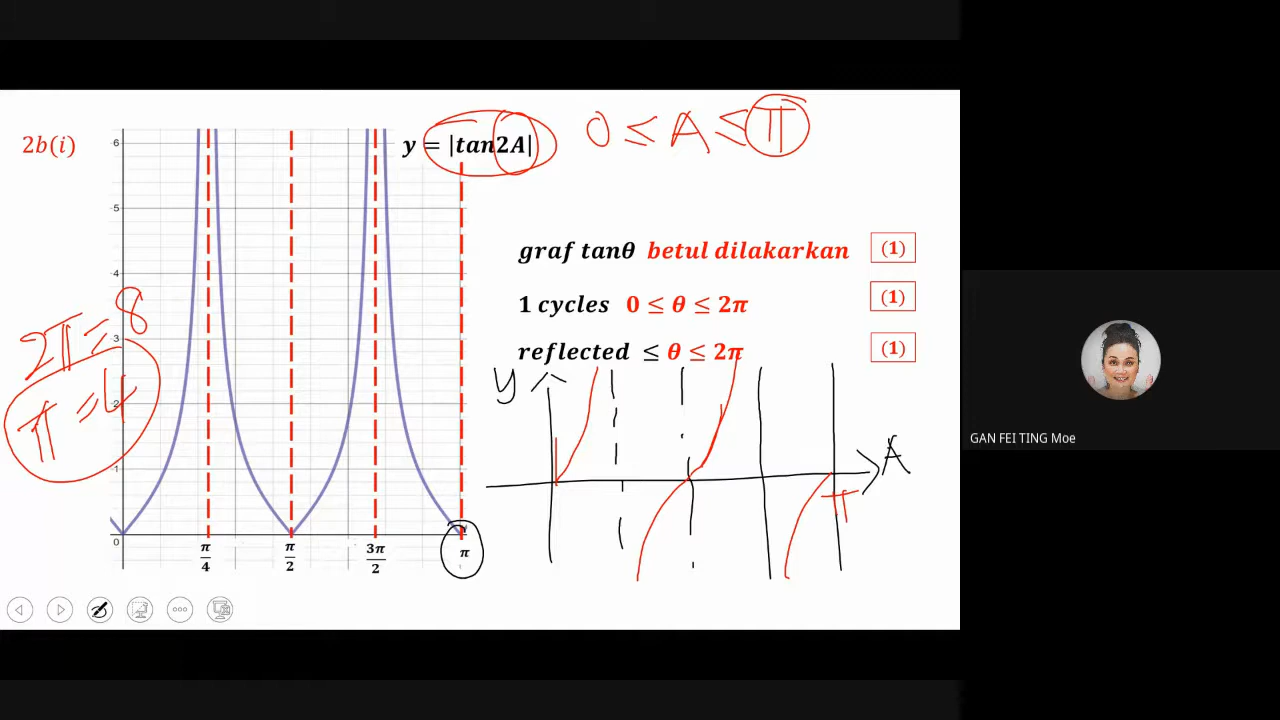 2b(i)
y = |tan2A|
0 ≤ A ≤ π
6
5
4
3
2
1
0
π/4
π/2
3π/2
π
2π = 8
π = 4
graf tanθ betul dilakarkan (1)
1 cycles 0 ≤ θ ≤ 2π (1)
reflected ≤ θ ≤ 2π (1)
y
A
π
GAN FEI TING Moe